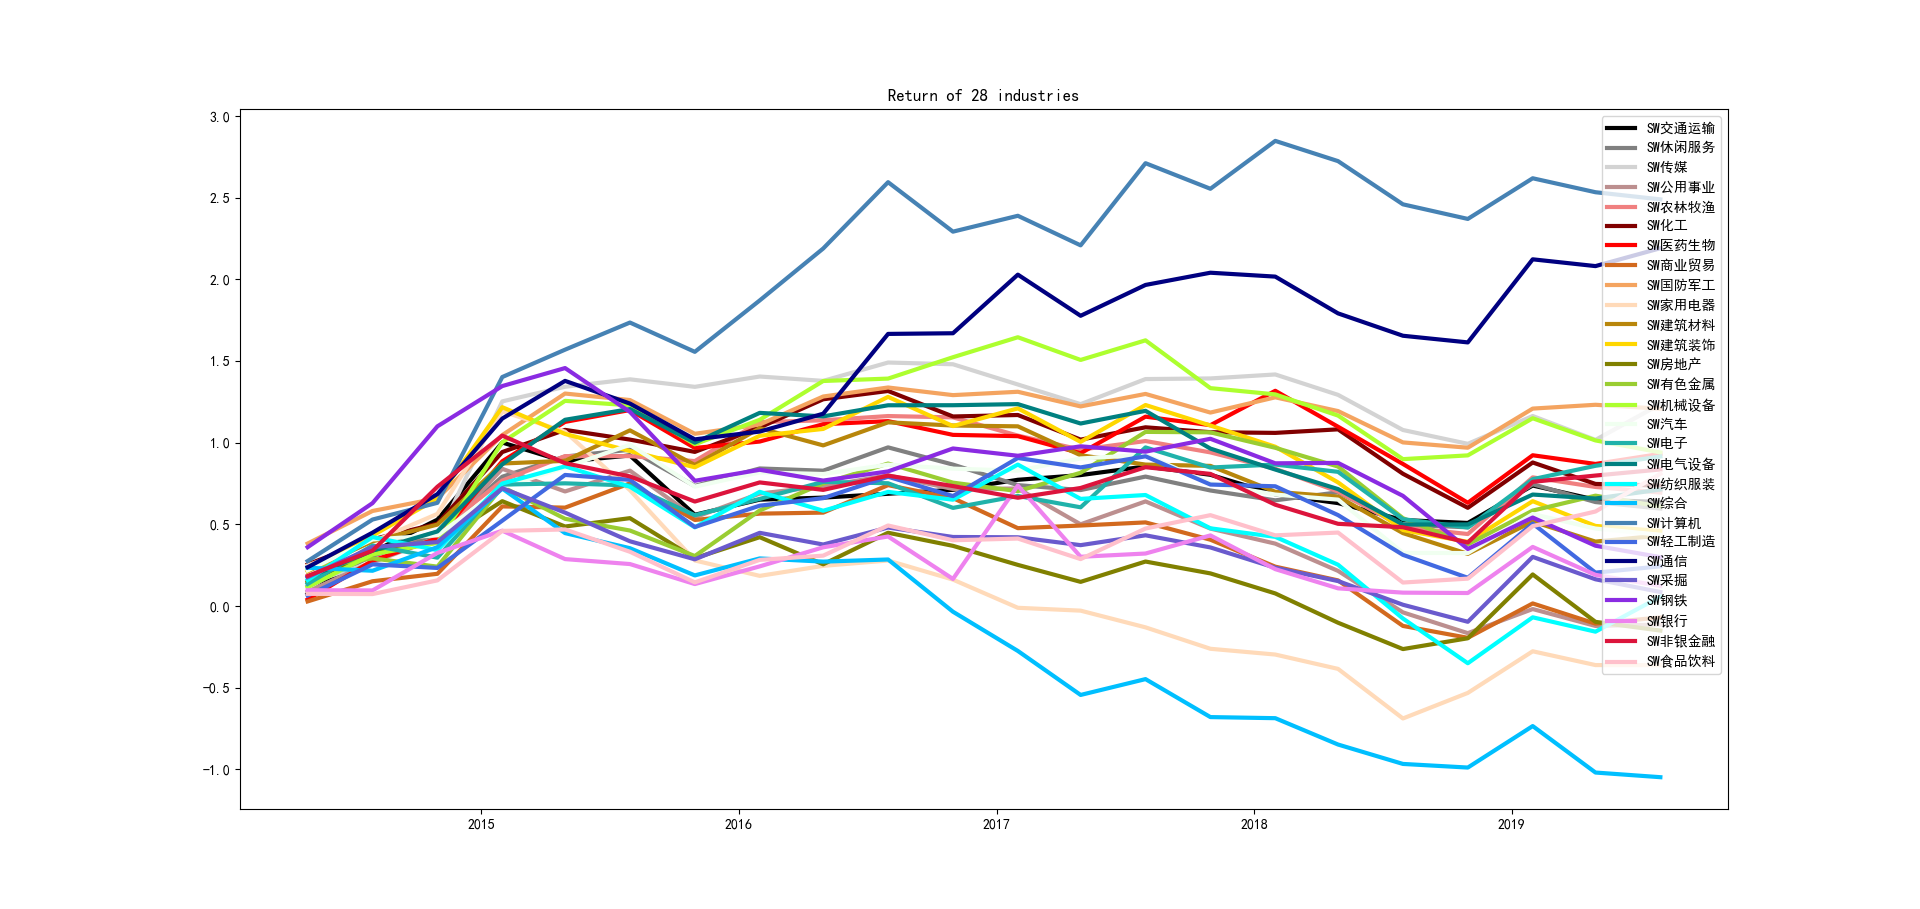 Return of 28 industries
3.0
2.5
2.0
1.5
1.0
0.5
0.0
-0.5
-1.0
2015
2016
2017
2018
2019
SW交通运输
SW休闲服务
SW传媒
SW公用事业
SW农林牧渔
SW化工
SW医药生物
SW商业贸易
SW国防军工
SW家用电器
SW建筑材料
SW建筑装饰
SW房地产
SW有色金属
SW机械设备
SW汽车
SW电子
SW电气设备
SW纺织服装
SW综合
SW计算机
SW轻工制造
SW通信
SW采掘
SW钢铁
SW银行
SW非银金融
SW食品饮料